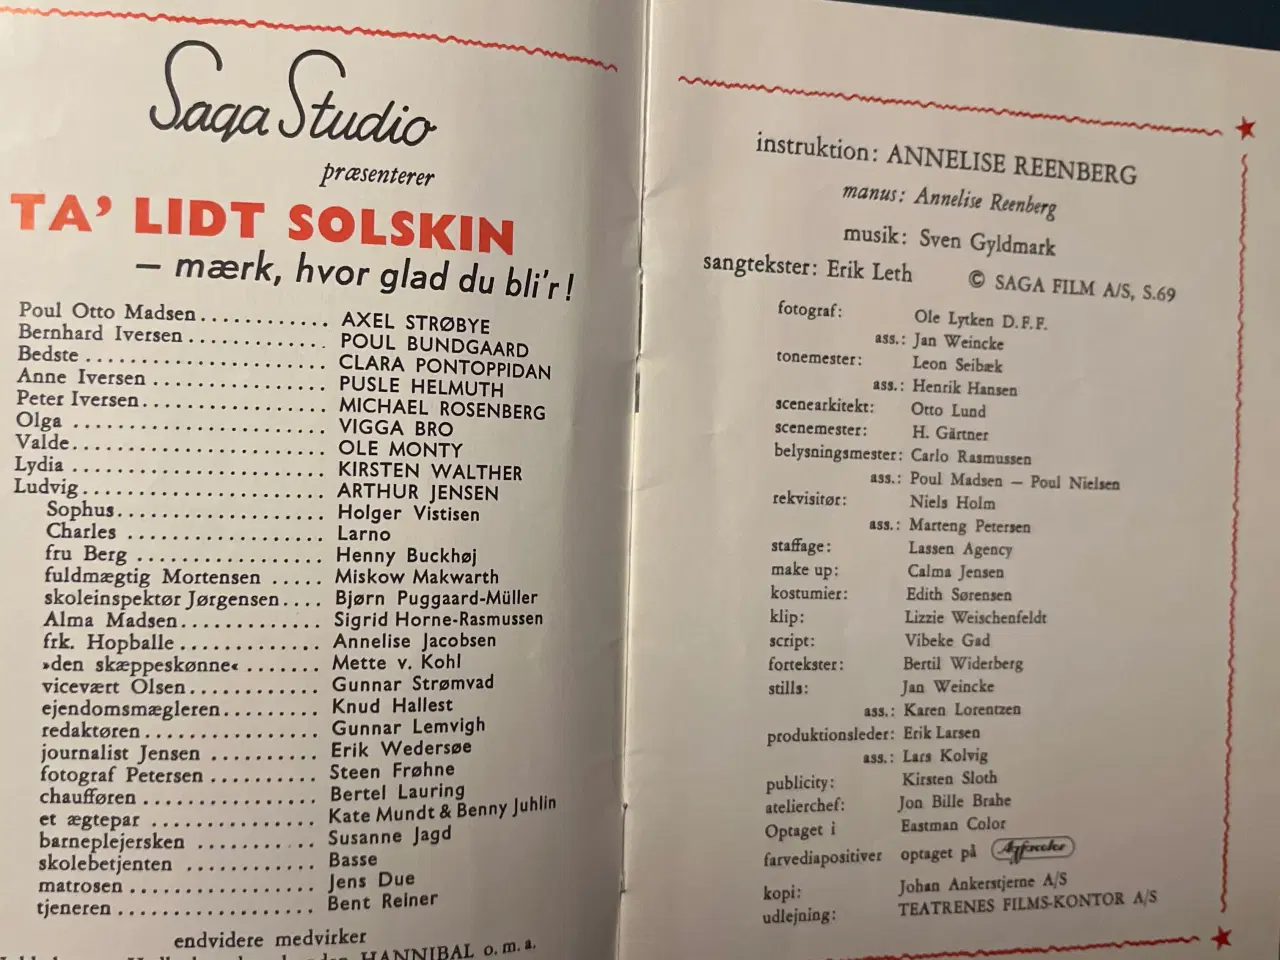 Saga Studio
præsenterer
TA' LIDT SOLSKIN
— mærk, hvor glad du bli'r!
Poul Otto Madsen............ AXEL STRØBYE
Bernhard Iversen............. POUL BUNDGAARD
Bedste...................... CLARA PONTOPPIDAN
Anne Iversen................ PUSLE HELMUTH
Peter Iversen................. MICHAEL ROSENBERG
Olga....................... VIGGA BRO
Valde....................... OLE MONTY
Lydia....................... KIRSTEN WALTHER
Ludvig...................... ARTHUR JENSEN
Sophus................... Holger Vistisen
Charles.................. Larno
fru Berg................. Henny Buckhøj
fuldmægtig Mortensen..... Miskow Makwarth
skoleinspektør Jørgensen.... Bjørn Puggaard-Müller
Alma Madsen............. Sigrid Horne-Rasmussen
frk. Hopballe............. Annelise Jacobsen
»den skæppeskønne«....... Mette v. Kohl
vicevært Olsen............ Gunnar Strømvad
ejendomsmægleren......... Knud Hallest
redaktøren................ Gunnar Lemvigh
journalist Jensen.......... Erik Wedersøe
fotograf Petersen.......... Steen Frøhne
chaufføren................ Bertel Lauring
et ægtepar............... Kate Mundt & Benny Juhlin
barneplejersken........... Susanne Jagd
skolebetjenten............ Basse
matrosen................. Jens Due
tjeneren.................. Bent Reiner
endvidere medvirker
HANNIBAL o. m. a.
instruktion: ANNELISE REENBERG
manus: Annelise Reenberg
musik: Sven Gyldmark
sangtekster: Erik Leth © SAGA FILM A/S, S.69
fotograf: Ole Lytken D.F.F.
ass.: Jan Weincke
tonemester: Leon Seibæk
ass.: Henrik Hansen
scenearkitekt: Otto Lund
scenemester: H. Gärtner
belysningsmester: Carlo Rasmussen
ass.: Poul Madsen — Poul Nielsen
rekvisitør: Niels Holm
ass.: Marteng Petersen
staffage: Lassen Agency
make up: Calma Jensen
kostumier: Edith Sørensen
klip: Lizzie Weischenfeldt
script: Vibeke Gad
fortekster: Bertil Widerberg
stills: Jan Weincke
ass.: Karen Lorentzen
produktionsleder: Erik Larsen
ass.: Lars Kolvig
publicity: Kirsten Sloth
atelierchef: Jon Bille Brahe
Optaget i Eastman Color
farvediapositiver optaget på Agfacolor
kopi: Johan Ankerstjerne A/S
udlejning: TEATRENES FILMS-KONTOR A/S